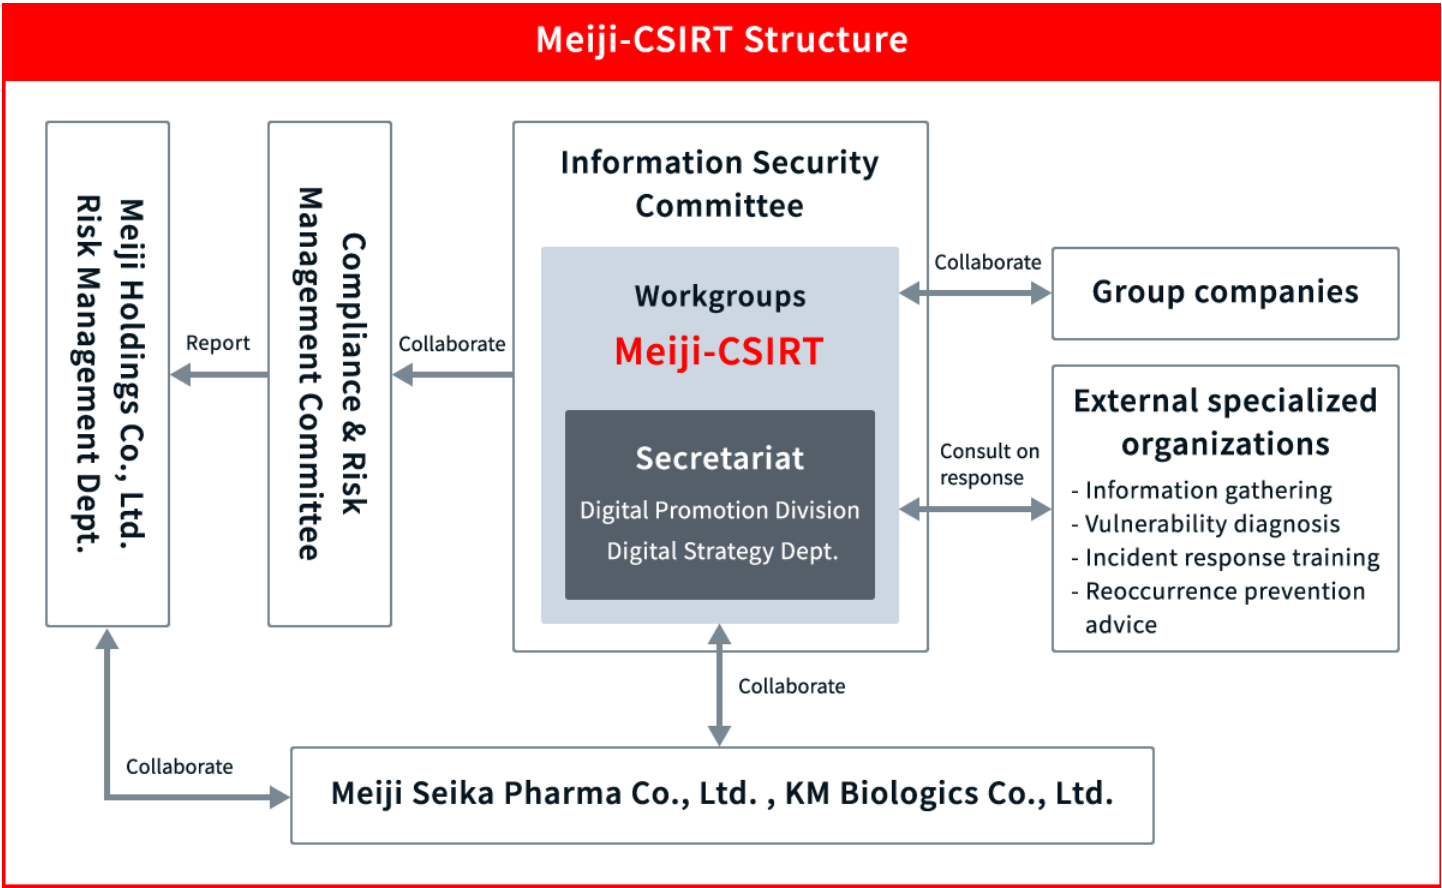 Meiji-CSIRT Structure
Meiji Holdings Co., Ltd.
Risk Management Dept.
Report
Compliance & Risk
Management Committee
Collaborate
Information Security
Committee
Workgroups
Meiji-CSIRT
Secretariat
Digital Promotion Division
Digital Strategy Dept.
Collaborate
Group companies
Consult on
response
External specialized
organizations
- Information gathering
- Vulnerability diagnosis
- Incident response training
- Reoccurrence prevention
advice
Collaborate
Collaborate
Meiji Seika Pharma Co., Ltd. , KM Biologics Co., Ltd.